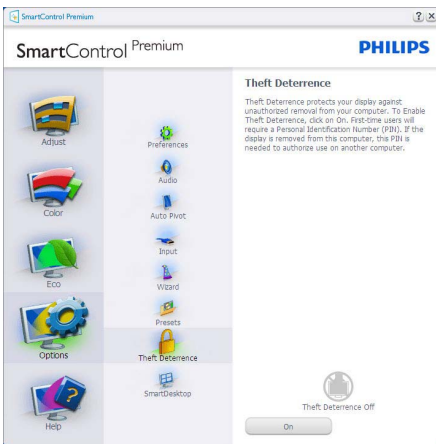 SmartControl Premium
SmartControl Premium
PHILIPS
Adjust
Color
Eco
Options
Help
Preferences
Audio
Auto Pivot
Input
Wizard
Presets
Theft Deterrence
SmartDesktop
Theft Deterrence
Theft Deterrence protects your display against
unauthorized removal from your computer. To Enable
Theft Deterrence, click on On. First-time users will
require a Personal Identification Number (PIN). If the
display is removed from this computer, this PIN is
needed to authorize use on another computer.
Theft Deterrence Off
On